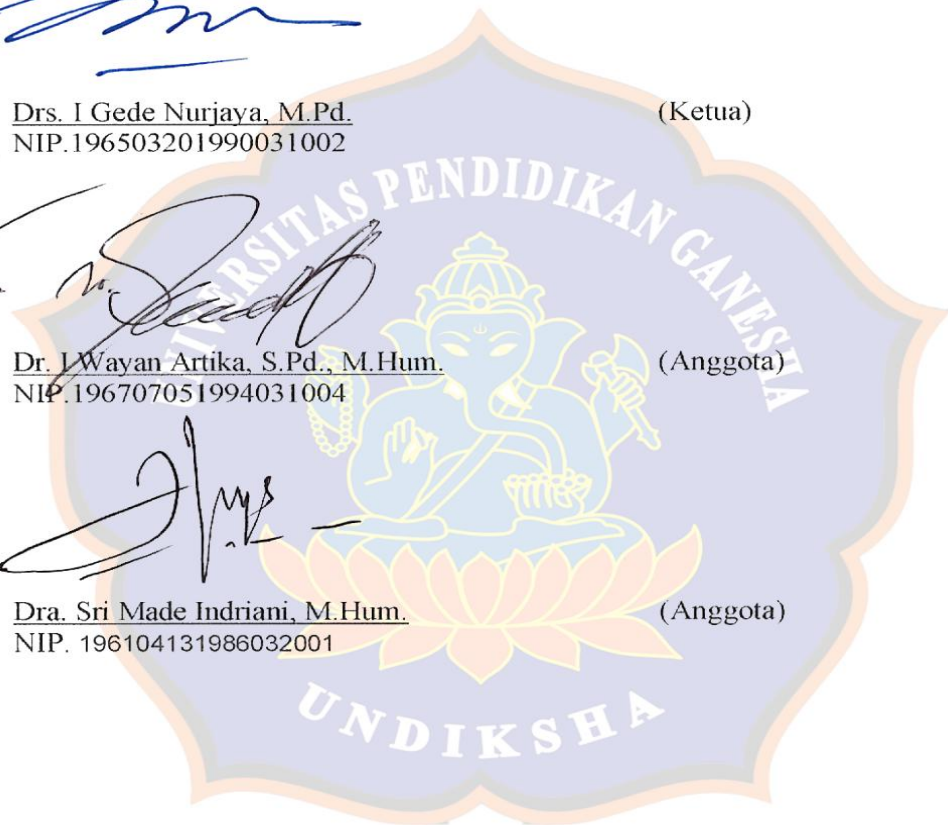 Drs. I Gede Nurjaya, M.Pd. (Ketua)
NIP.196503201990031002
UNIVERSITAS PENDIDIKAN GANESHA
Dr. I Wayan Artika, S.Pd., M.Hum. (Anggota)
NIP.196707051994031004
Dra. Sri Made Indriani, M.Hum. (Anggota)
NIP. 196104131986032001
UNDIKSHA